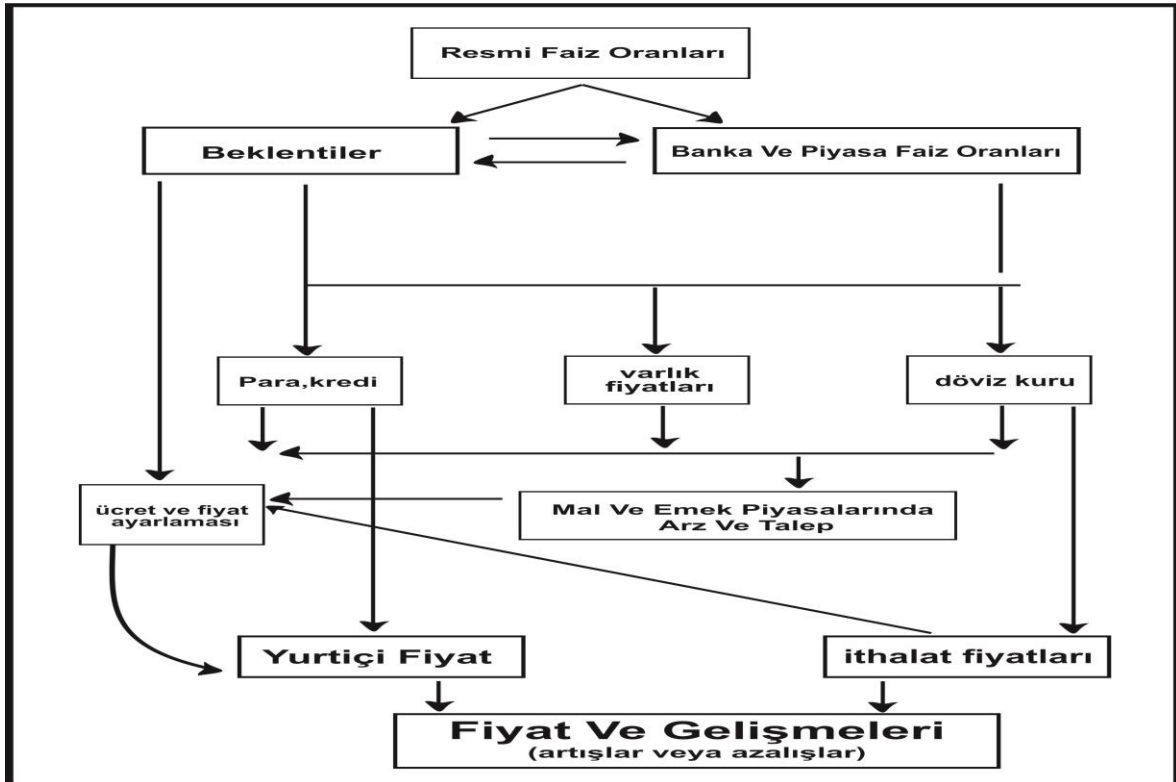 Resmi Faiz Oranları
Beklentiler
Banka Ve Piyasa Faiz Oranları
Para,kredi
varlık
fiyatları
döviz kuru
ücret ve fiyat
ayarlaması
Mal Ve Emek Piyasalarında
Arz Ve Talep
Yurtiçi Fiyat
ithalat fiyatları
Fiyat Ve Gelişmeleri
(artışlar veya azalışlar)